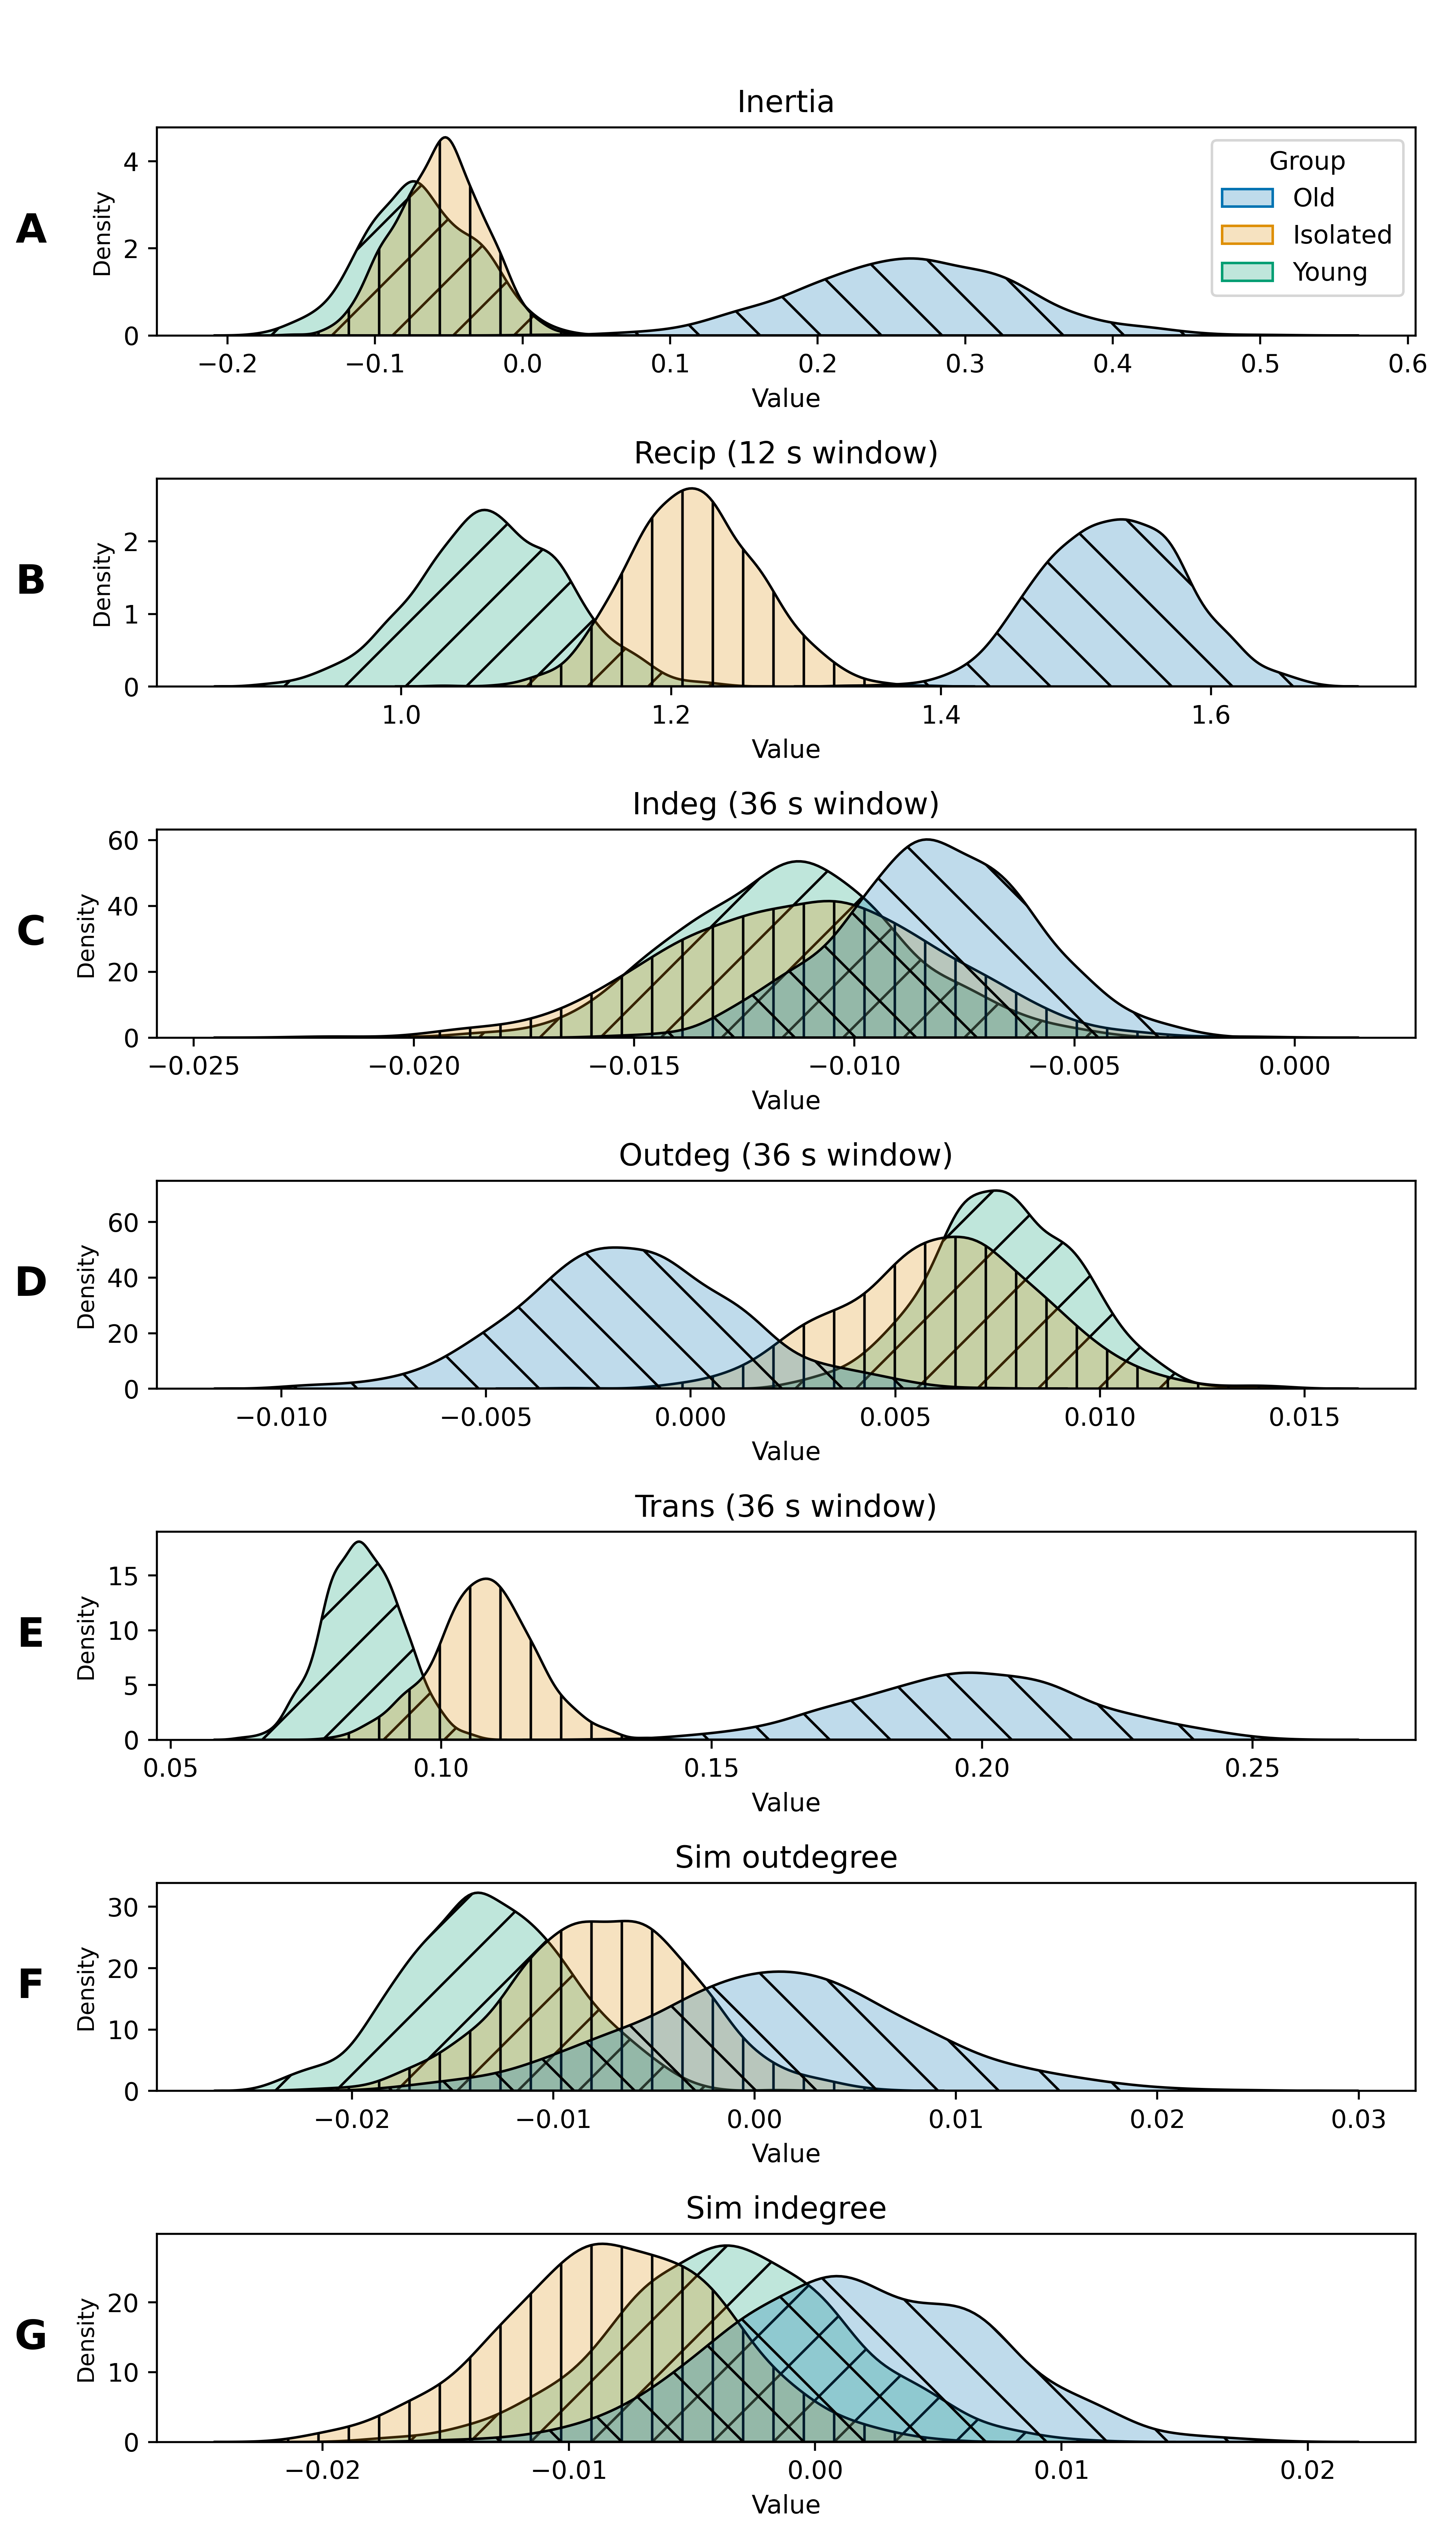 Inertia
A
Density
4
2
0
Group
Old
Isolated
Young
−0.2 −0.1 0.0 0.1 0.2 0.3 0.4 0.5 0.6
Value
Recip (12 s window)
B
Density
2
1
0
1.0 1.2 1.4 1.6
Value
Indeg (36 s window)
C
Density
60
40
20
0
−0.025 −0.020 −0.015 −0.010 −0.005 0.000
Value
Outdeg (36 s window)
D
Density
60
40
20
0
−0.010 −0.005 0.000 0.005 0.010 0.015
Value
Trans (36 s window)
E
Density
15
10
5
0
0.05 0.10 0.15 0.20 0.25
Value
Sim outdegree
F
Density
30
20
10
0
−0.02 −0.01 0.00 0.01 0.02 0.03
Value
Sim indegree
G
Density
20
10
0
−0.02 −0.01 0.00 0.01 0.02
Value